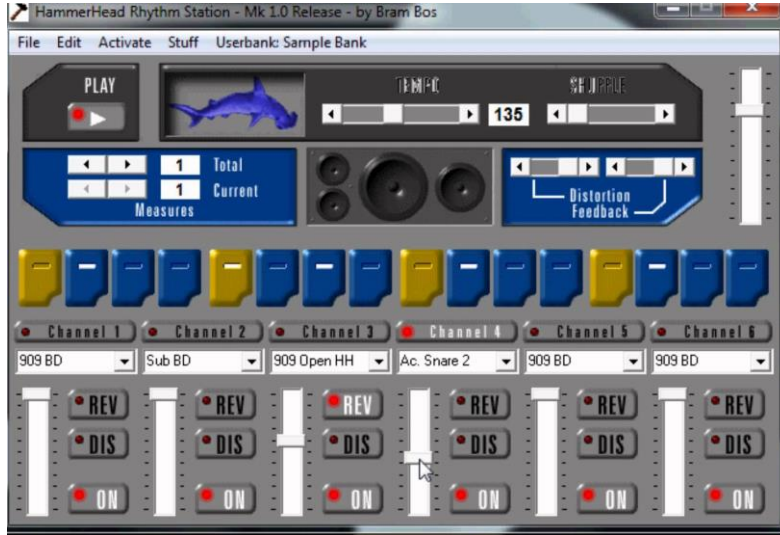 HammerHead Rhythm Station - Mk 1.0 Release - by Bram Bos
File Edit Activate Stuff Userbank: Sample Bank
PLAY
TEMPO
SHUFFLE
135
1 Total
1 Current
Measures
Distortion
Feedback
Channel 1 Channel 2 Channel 3 Channel 4 Channel 5 Channel 6
909 BD Sub BD 909 Open HH Ac. Snare 2 909 BD 909 BD
REV REV REV REV REV REV
DIS DIS DIS DIS DIS DIS
ON ON ON ON ON ON